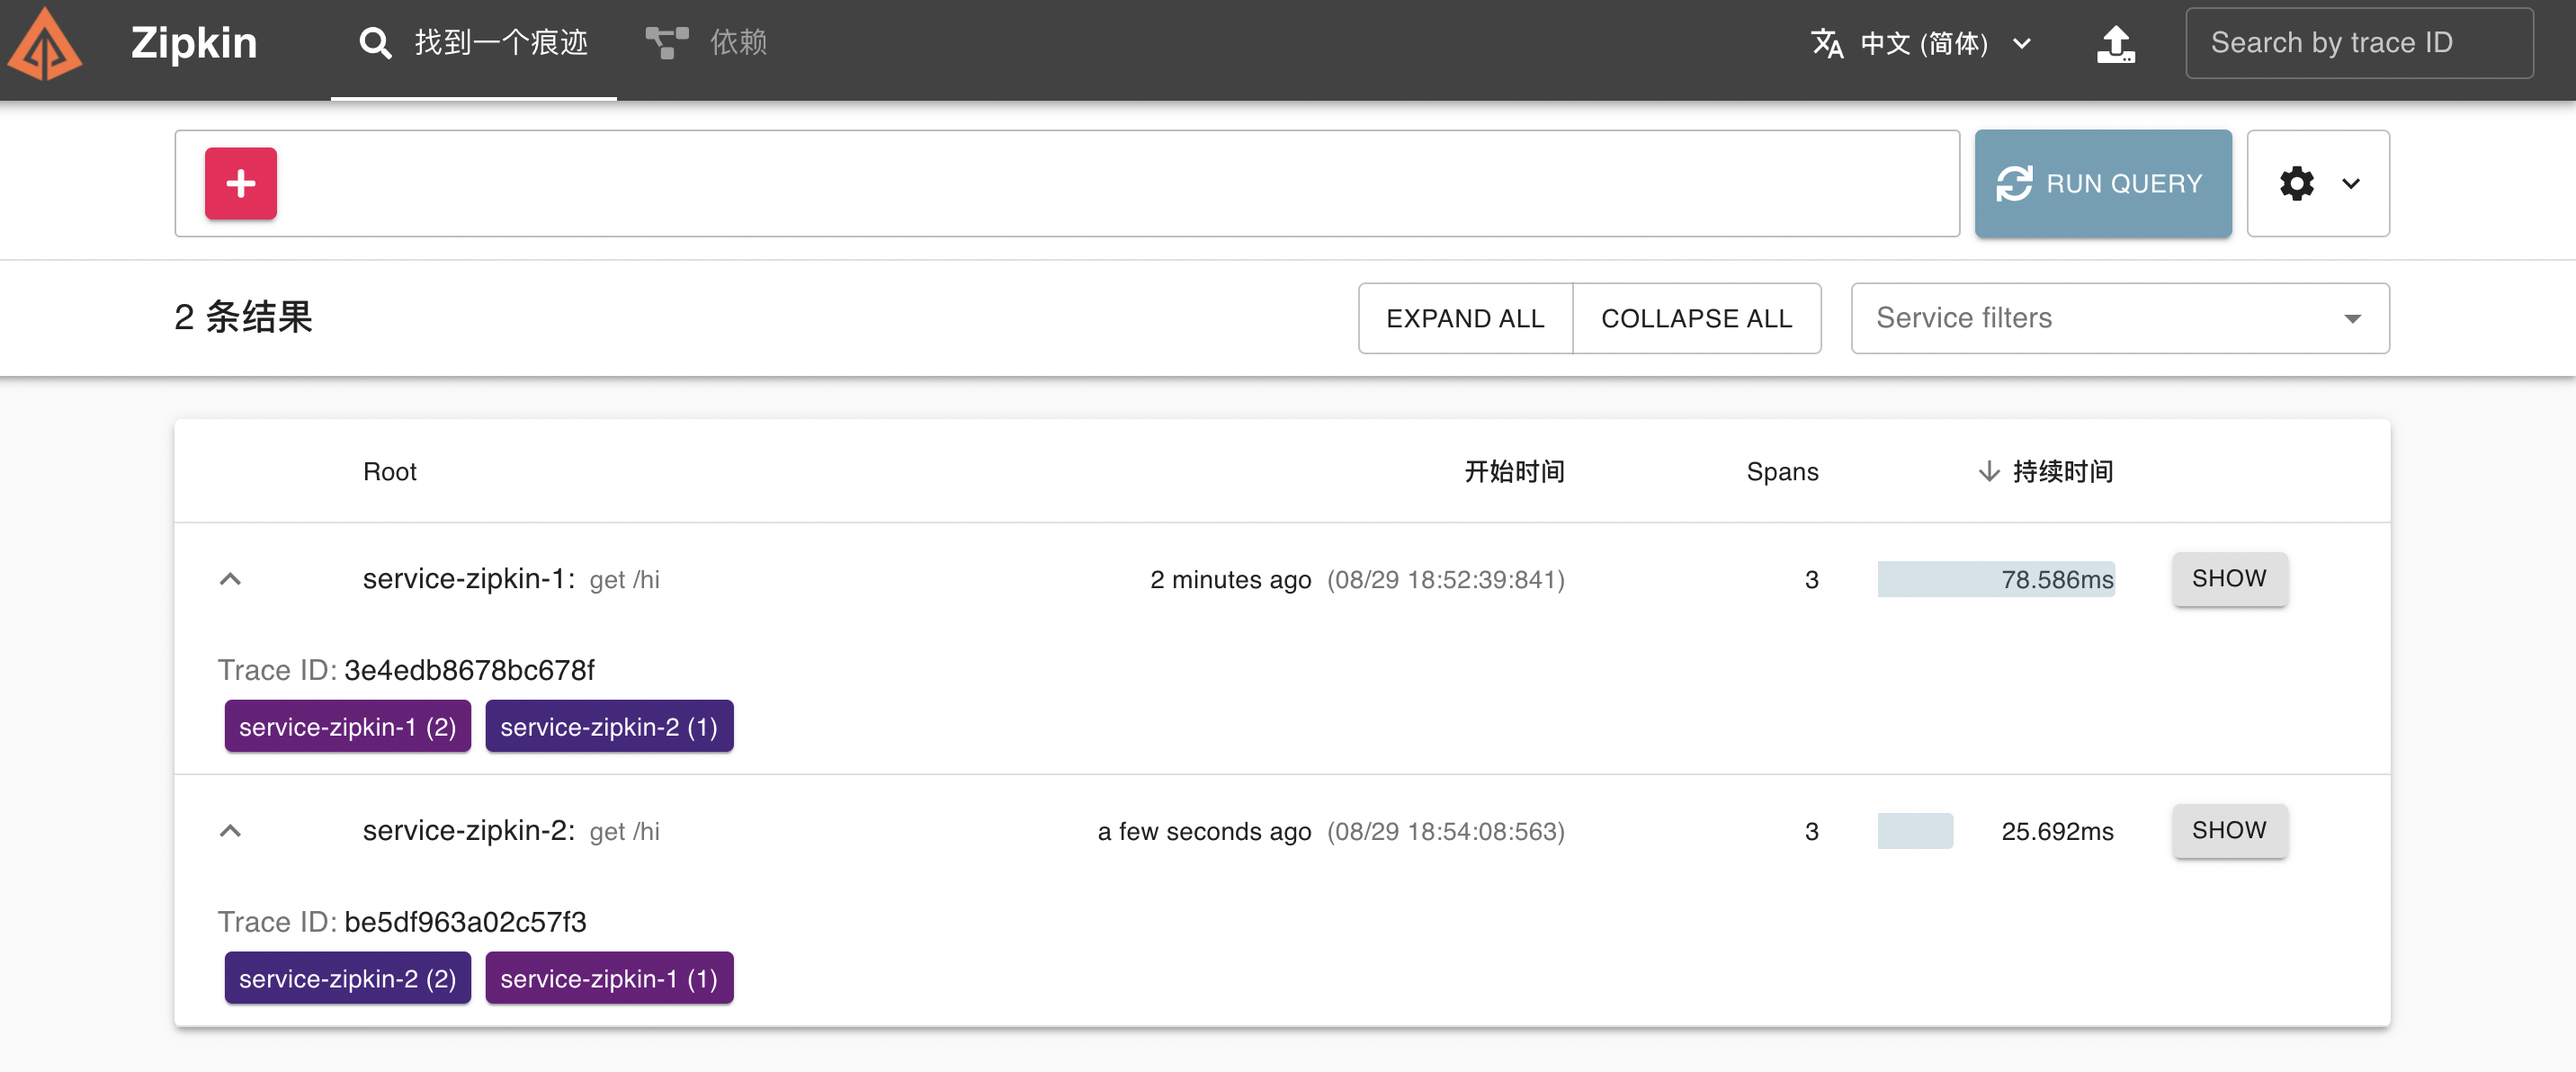 Zipkin
找到一个痕迹
依赖
中文 (简体)
Search by trace ID
RUN QUERY
2 条结果
EXPAND ALL
COLLAPSE ALL
Service filters
Root
开始时间
Spans
持续时间
service-zipkin-1: get /hi
2 minutes ago (08/29 18:52:39:841)
3
78.586ms
SHOW
Trace ID: 3e4edb8678bc678f
service-zipkin-1 (2)
service-zipkin-2 (1)
service-zipkin-2: get /hi
a few seconds ago (08/29 18:54:08:563)
3
25.692ms
SHOW
Trace ID: be5df963a02c57f3
service-zipkin-2 (2)
service-zipkin-1 (1)